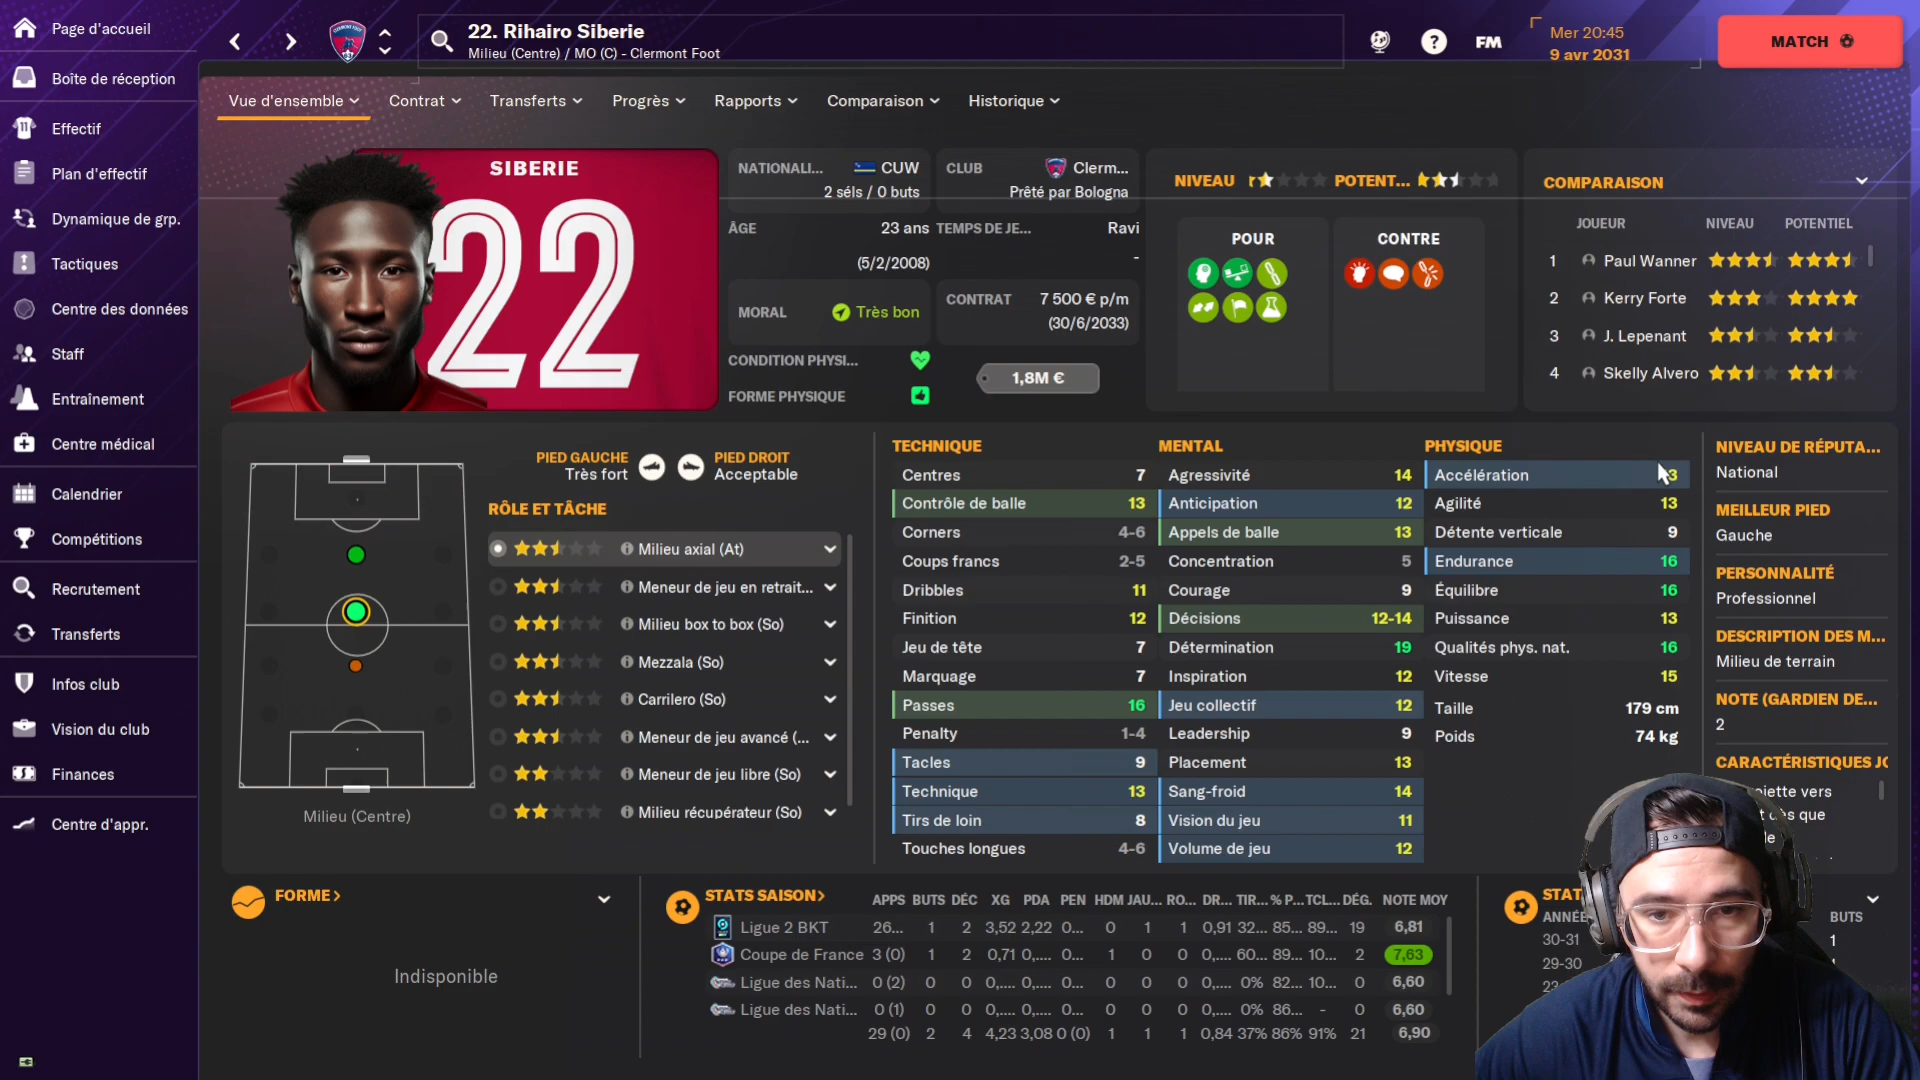 Page d'accueil
Boîte de réception
Effectif
Plan d'effectif
Dynamique de grp.
Tactiques
Centre des données
Staff
Entraînement
Centre médical
Calendrier
Compétitions
Recrutement
Transferts
Infos club
Vision du club
Finances
Centre d'appr.
22. Rihairo Siberie
Milieu (Centre) / MO (C) - Clermont Foot
FM
Mer 20:45
9 avr 2031
MATCH
Vue d'ensemble
Contrat
Transferts
Progrès
Rapports
Comparaison
Historique
SIBERIE
22
NATIONALI... CUW
2 séls / 0 buts
ÂGE 23 ans
(5/2/2008)
MORAL Très bon
CONDITION PHYSI...
FORME PHYSIQUE
CLUB Clerm...
Prêté par Bologna
TEMPS DE JE... Ravi
-
CONTRAT 7 500 € p/m
(30/6/2033)
1,8M €
NIVEAU POTENT...
POUR
CONTRE
COMPARAISON
JOUEUR NIVEAU POTENTIEL
1 Paul Wanner
2 Kerry Forte
3 J. Lepenant
4 Skelly Alvero
Milieu (Centre)
PIED GAUCHE
Très fort
PIED DROIT
Acceptable
RÔLE ET TÂCHE
Milieu axial (At)
Meneur de jeu en retrait...
Milieu box to box (So)
Mezzala (So)
Carrilero (So)
Meneur de jeu avancé (...
Meneur de jeu libre (So)
Milieu récupérateur (So)
TECHNIQUE
Centres 7
Contrôle de balle 13
Corners 4-6
Coups francs 2-5
Dribbles 11
Finition 12
Jeu de tête 7
Marquage 7
Passes 16
Penalty 1-4
Tacles 9
Technique 13
Tirs de loin 8
Touches longues 4-6
MENTAL
Agressivité 14
Anticipation 12
Appels de balle 13
Concentration 5
Courage 9
Décisions 12-14
Détermination 19
Inspiration 12
Jeu collectif 12
Leadership 9
Placement 13
Sang-froid 14
Vision du jeu 11
Volume de jeu 12
PHYSIQUE
Accélération 3
Agilité 13
Détente verticale 9
Endurance 16
Équilibre 16
Puissance 13
Qualités phys. nat. 16
Vitesse 15
Taille 179 cm
Poids 74 kg
NIVEAU DE RÉPUTA...
National
MEILLEUR PIED
Gauche
PERSONNALITÉ
Professionnel
DESCRIPTION DES M...
Milieu de terrain
NOTE (GARDIEN DE...
2
CARACTÉRISTIQUES
vers
que
FORME
Indisponible
STATS SAISON APPS BUTS DÉC XG PDA PEN HDM JAU... RO... DR... TIR... % P... TCL... DÉG. NOTE MOY
Ligue 2 BKT 26... 1 2 3,52 2,22 0... 0 1 1 0,91 32... 85... 89... 19 6,81
Coupe de France 3 (0) 1 2 0,71 0,.... 0... 1 0 0 0,.... 60... 89... 10... 2 7,63
Ligue des Nati... 0 (2) 0 0 0,.... 0,.... 0... 0 0 0 0,.... 0% 82... 10... 0 6,60
Ligue des Nati... 0 (1) 0 0 0,.... 0,.... 0... 0 0 0 0,.... 0% 86... - 0 6,60
29 (0) 2 4 4,23 3,08 0 (0) 1 1 1 0,84 37% 86% 91% 21 6,90
STAT
ANNÉE BUTS
30-31 1
29-30